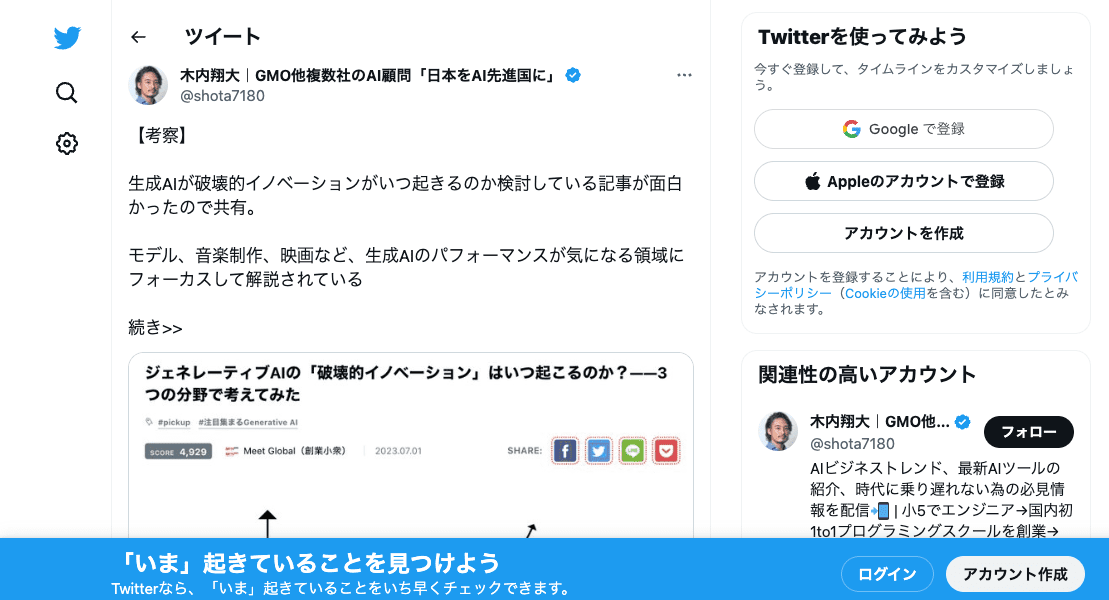 ツイート
木内翔大｜GMO他複数社のAI顧問「日本をAI先進国に」
@shota7180
【考察】
生成AIが破壊的イノベーションがいつ起きるのか検討している記事が面白
かったので共有。
モデル、音楽制作、映画など、生成AIのパフォーマンスが気になる領域に
フォーカスして解説されている
続き>>
ジェネレーティブAIの「破壊的イノベーション」はいつ起こるのか？——3
つの分野で考えてみた
#pickup #注目集まるGenerative AI
SCORE 4,929
Meet Global（創業小衆）
2023.07.01
SHARE:
LINE
Twitterを使ってみよう
今すぐ登録して、タイムラインをカスタマイズしましょ
う。
Google で登録
Appleのアカウントで登録
アカウントを作成
アカウントを登録することにより、利用規約とプライバ
シーポリシー（Cookieの使用を含む）に同意したとみ
なされます。
関連性の高いアカウント
木内翔大｜GMO他...
@shota7180
フォロー
AIビジネストレンド、最新AIツールの
紹介、時代に乗り遅れない為の必見情
報を配信📲 | 小5でエンジニア→国内初
1to1プログラミングスクールを創業→
「いま」起きていることを見つけよう
Twitterなら、「いま」起きていることをいち早くチェックできます。
ログイン
アカウント作成